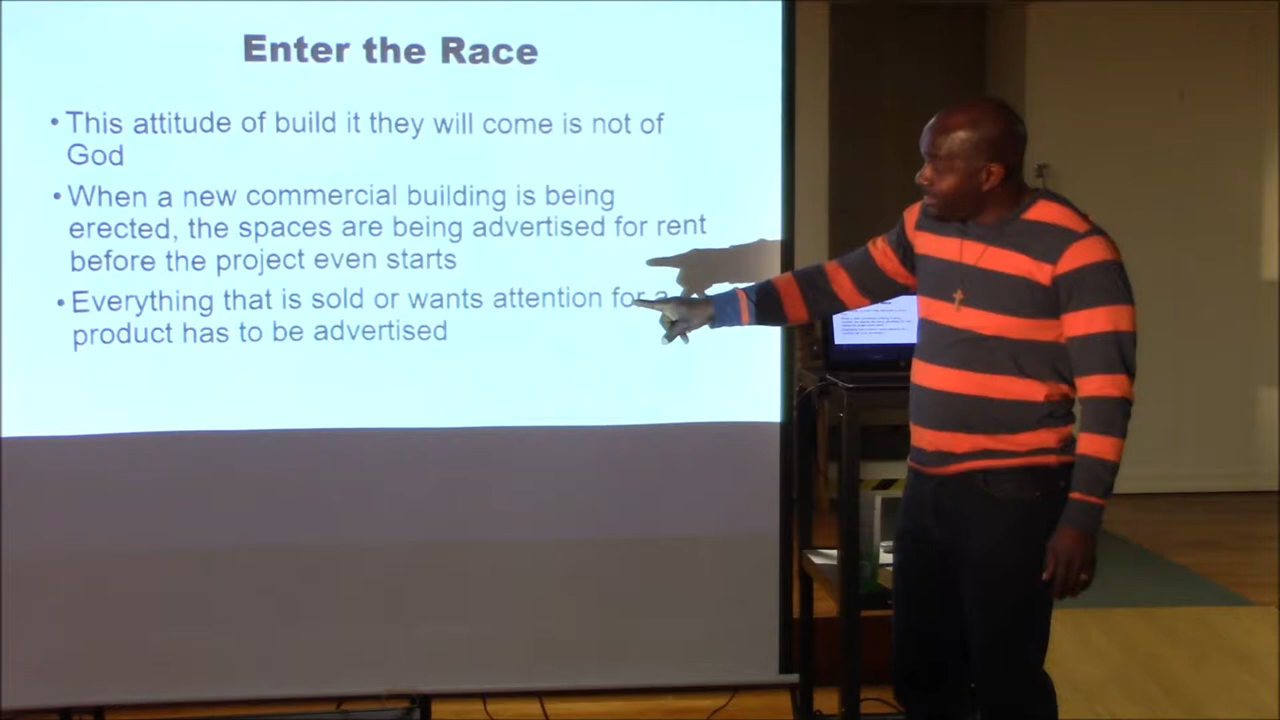 Enter the Race
• This attitude of build it they will come is not of
God
• When a new commercial building is being
erected, the spaces are being advertised for rent
before the project even starts
• Everything that is sold or wants attention for a
product has to be advertised